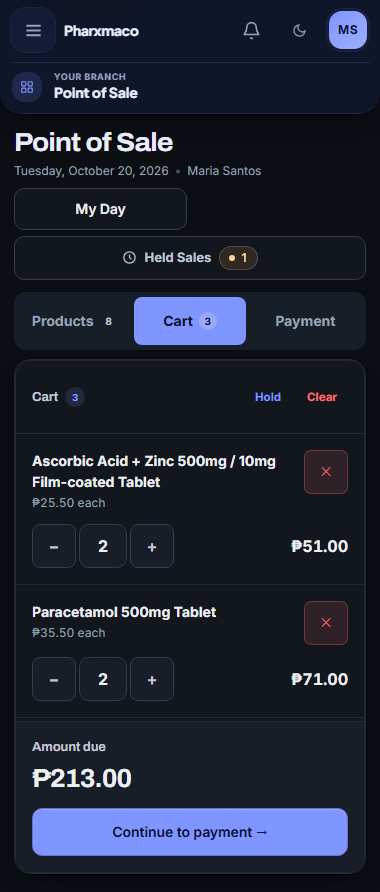 Pharxmaco
MS
YOUR BRANCH
Point of Sale
Point of Sale
Tuesday, October 20, 2026 • Maria Santos
My Day
Held Sales 1
Products 8
Cart 3
Payment
Cart 3
Hold
Clear
Ascorbic Acid + Zinc 500mg / 10mg
Film-coated Tablet
₱25.50 each
− 2 +
₱51.00
Paracetamol 500mg Tablet
₱35.50 each
− 2 +
₱71.00
Amount due
₱213.00
Continue to payment →